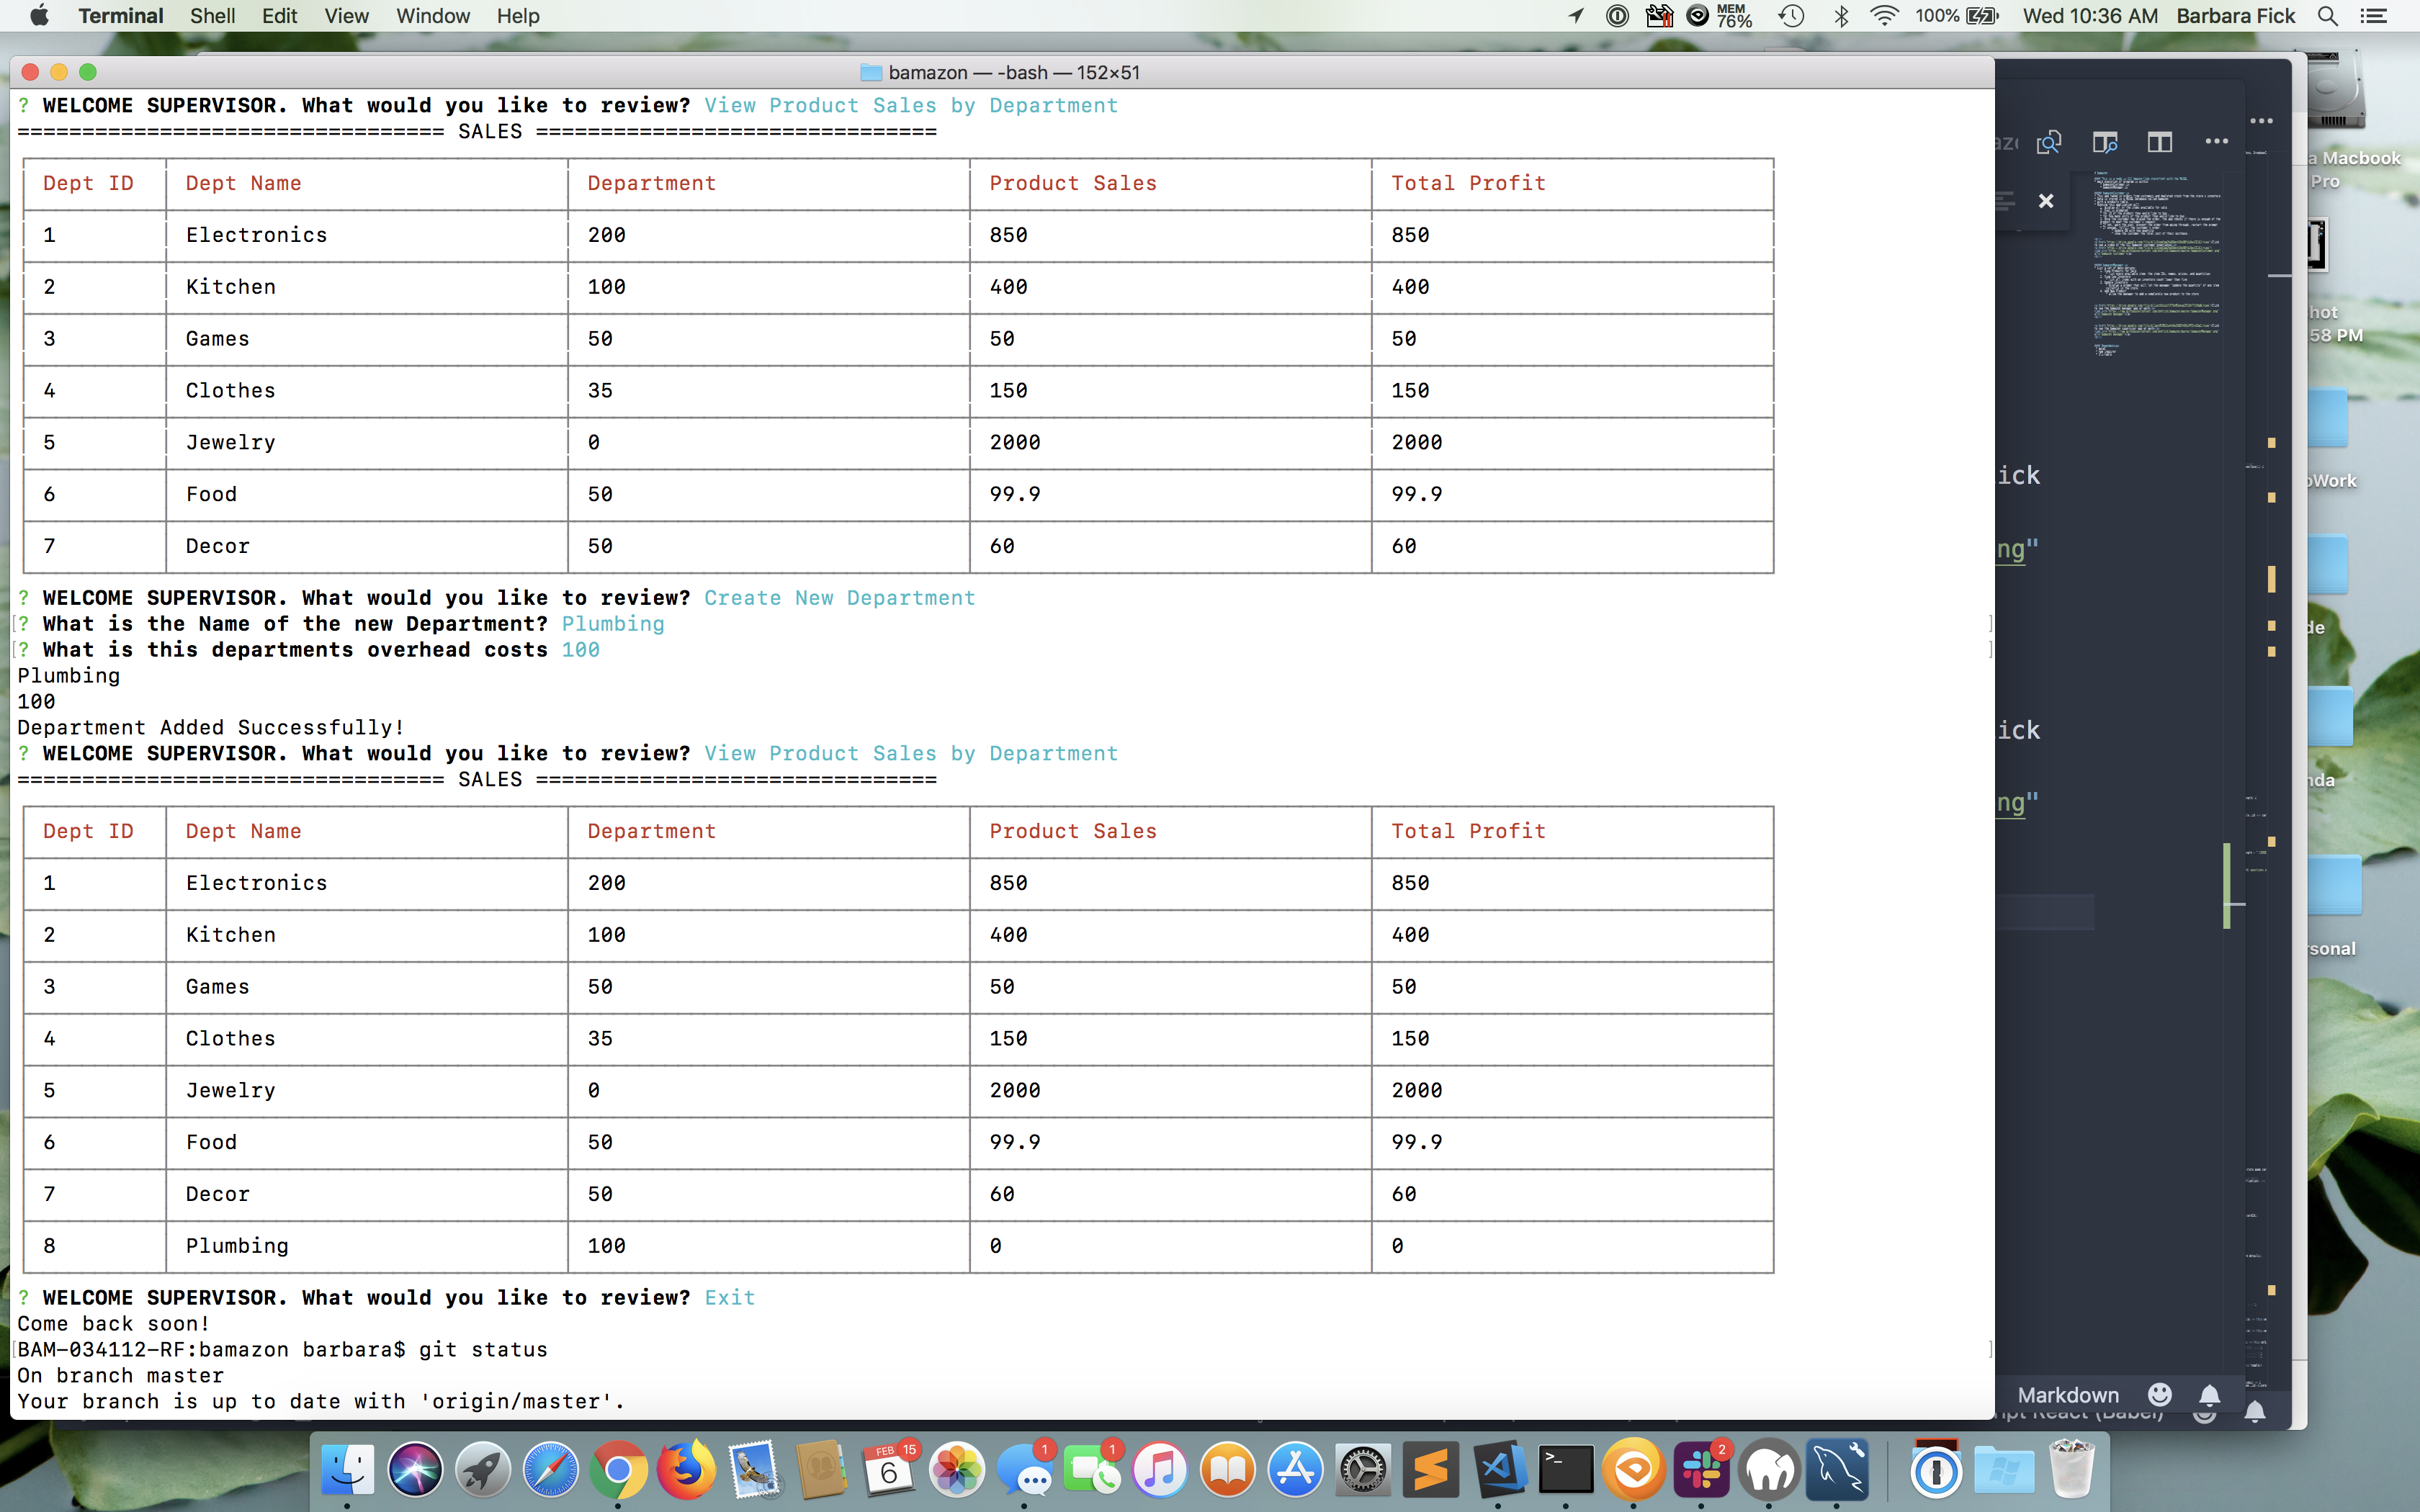 Terminal Shell Edit View Window Help MEM 76% 100% Wed 10:36 AM Barbara Fick
bamazon — -bash — 152×51
? WELCOME SUPERVISOR. What would you like to review? View Product Sales by Department
================================= SALES ===============================
Dept ID Dept Name Department Product Sales Total Profit
1 Electronics 200 850 850
2 Kitchen 100 400 400
3 Games 50 50 50
4 Clothes 35 150 150
5 Jewelry 0 2000 2000
6 Food 50 99.9 99.9
7 Decor 50 60 60
? WELCOME SUPERVISOR. What would you like to review? Create New Department
[? What is the Name of the new Department? Plumbing ]
[? What is this departments overhead costs 100 ]
Plumbing
100
Department Added Successfully!
? WELCOME SUPERVISOR. What would you like to review? View Product Sales by Department
================================= SALES ===============================
Dept ID Dept Name Department Product Sales Total Profit
1 Electronics 200 850 850
2 Kitchen 100 400 400
3 Games 50 50 50
4 Clothes 35 150 150
5 Jewelry 0 2000 2000
6 Food 50 99.9 99.9
7 Decor 50 60 60
8 Plumbing 100 0 0
? WELCOME SUPERVISOR. What would you like to review? Exit
Come back soon!
[BAM-034112-RF:bamazon barbara$ git status ]
On branch master
Your branch is up to date with 'origin/master'.
ick
ng"
ick
ng"
Markdown
a Macbook
Pro
hot
58 PM
oWork
de
nda
rsonal
FEB 15
6
1
1
2